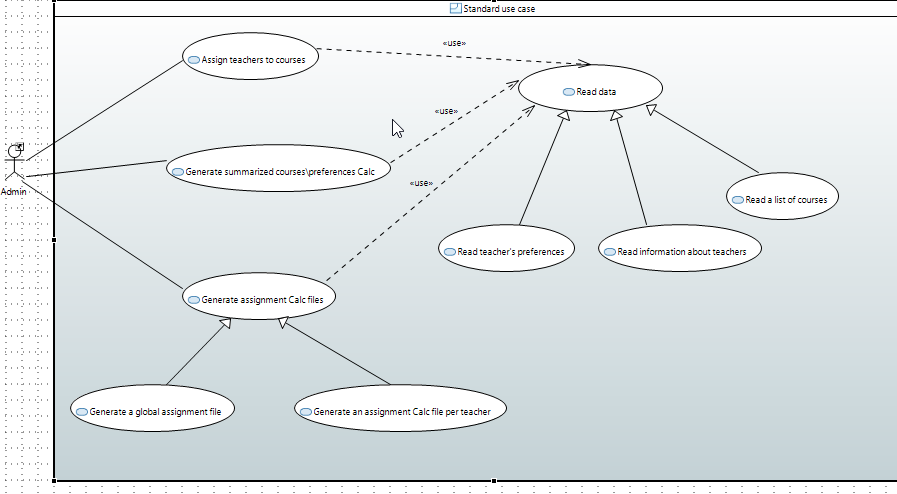 Standard use case
«use»
Assign teachers to courses
Read data
«use»
Generate summarized courses\preferences Calc
«use»
Admin
Read a list of courses
Read teacher's preferences
Read information about teachers
Generate assignment Calc files
Generate a global assignment file
Generate an assignment Calc file per teacher